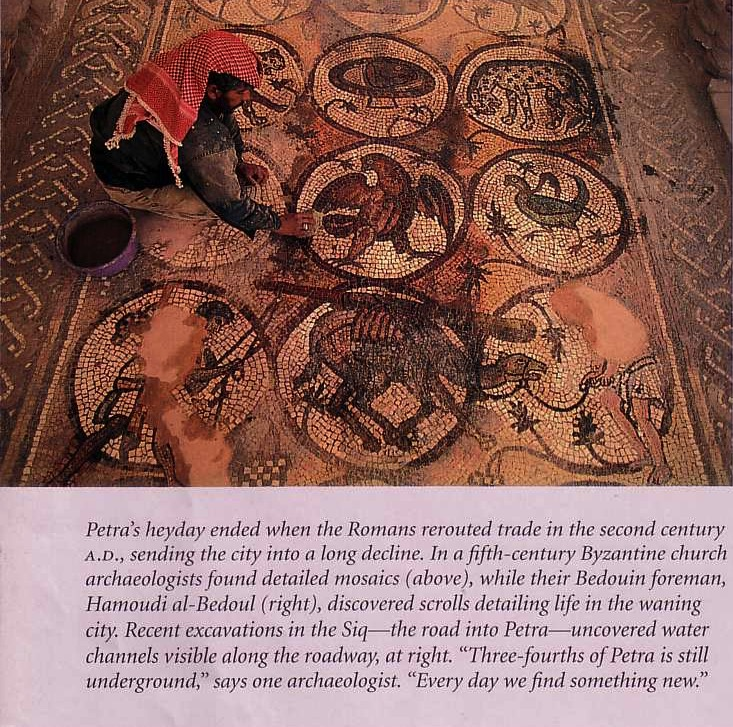 Petra’s heyday ended when the Romans rerouted trade in the second century
A.D., sending the city into a long decline. In a fifth-century Byzantine church
archaeologists found detailed mosaics (above), while their Bedouin foreman,
Hamoudi al-Bedoul (right), discovered scrolls detailing life in the waning
city. Recent excavations in the Siq—the road into Petra—uncovered water
channels visible along the roadway, at right. “Three-fourths of Petra is still
underground,” says one archaeologist. “Every day we find something new.”